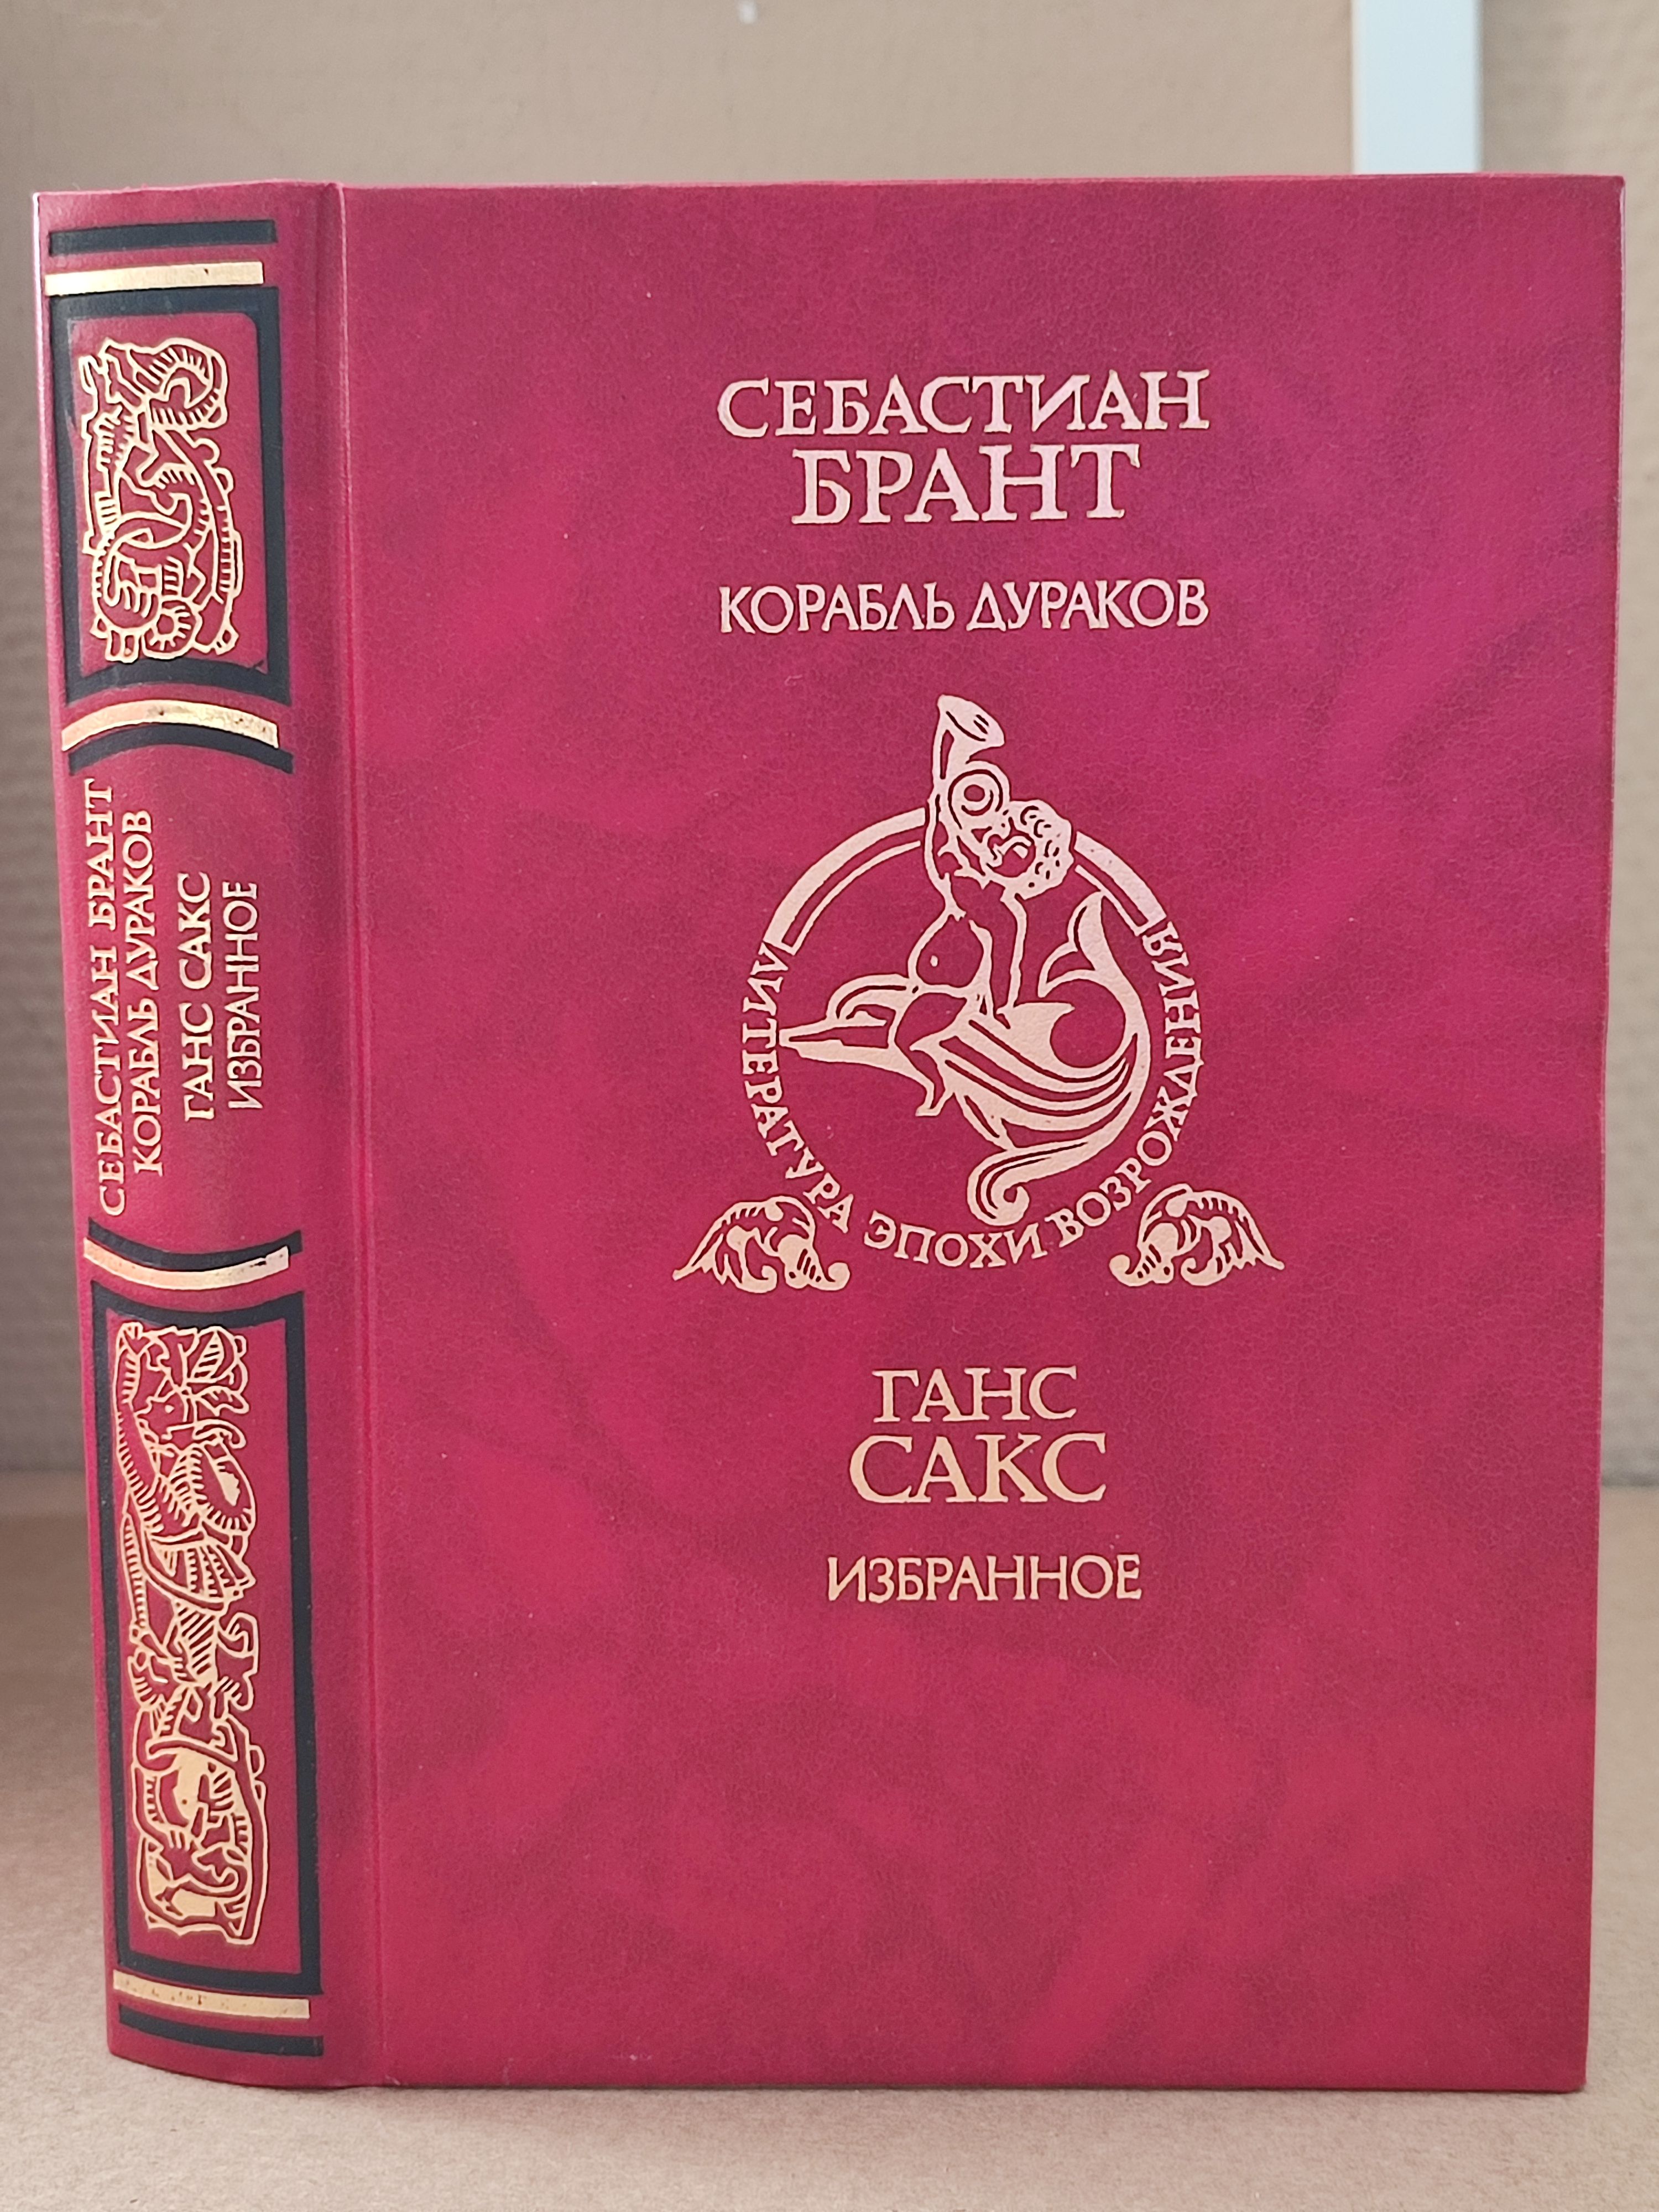 СЕБАСТИАН БРАНТ
КОРАБЛЬ ДУРАКОВ
ГАНС САКС
ИЗБРАННОЕ
СЕБАСТИАН
БРАНТ
КОРАБЛЬ ДУРАКОВ
ЛИТЕРАТУРА ЭПОХИ ВОЗРОЖДЕНИЯ
ГАНС
САКС
ИЗБРАННОЕ